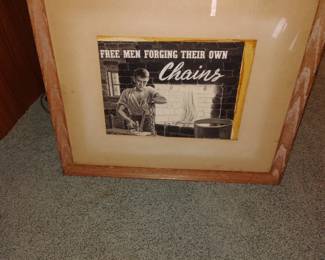 FREE MEN FORGING THEIR OWN
Chains